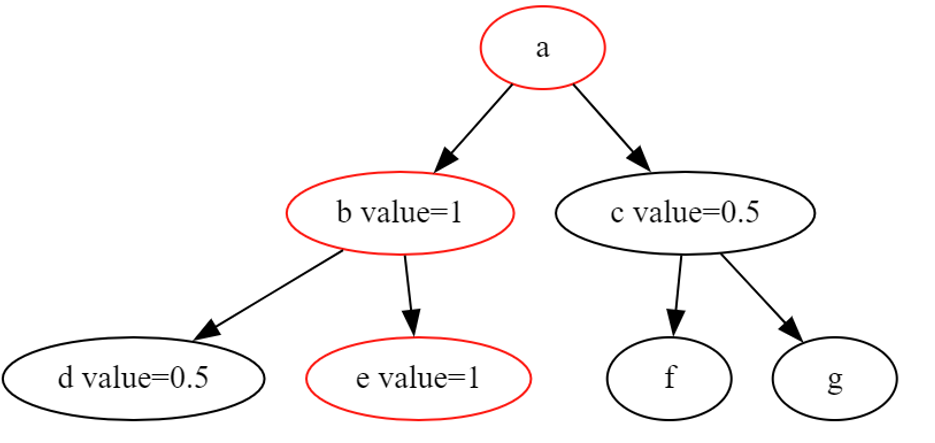 a
b value=1
c value=0.5
d value=0.5
e value=1
f
g